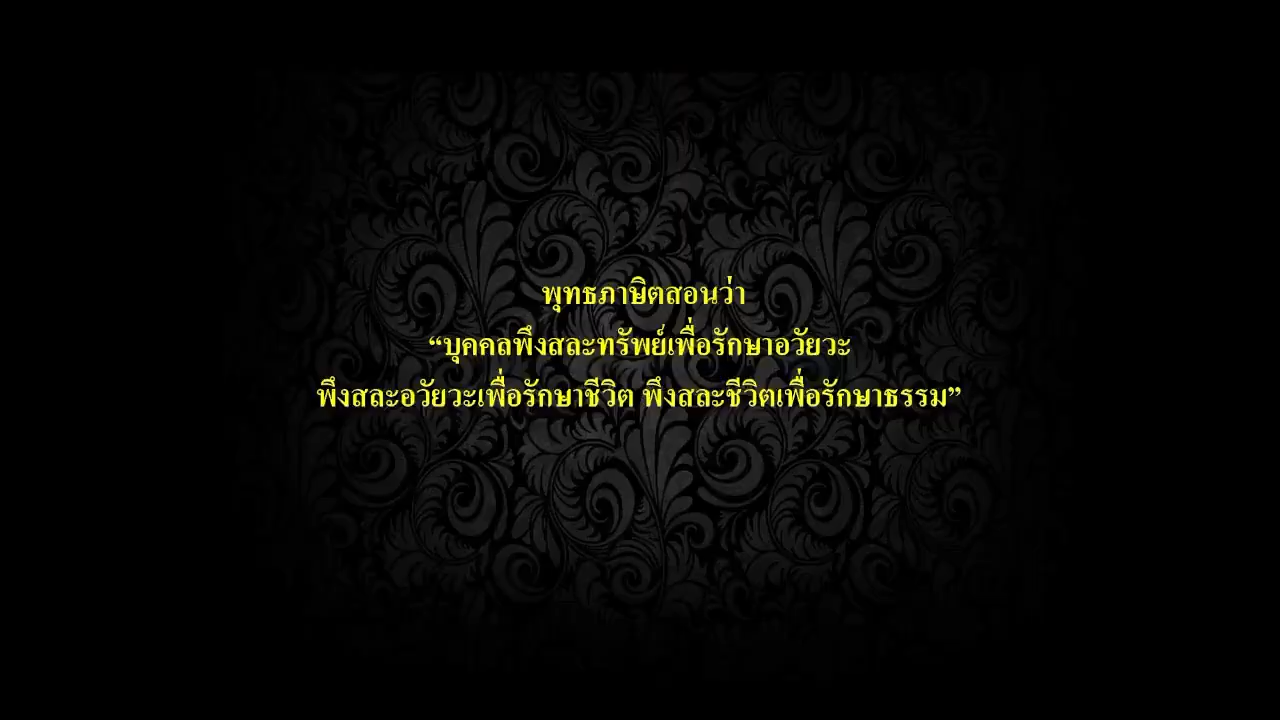 พุทธภาษิตสอนว่า
“บุคคลพึงสละทรัพย์เพื่อรักษาอวัยวะ
พึงสละอวัยวะเพื่อรักษาชีวิต พึงสละชีวิตเพื่อรักษาธรรม”